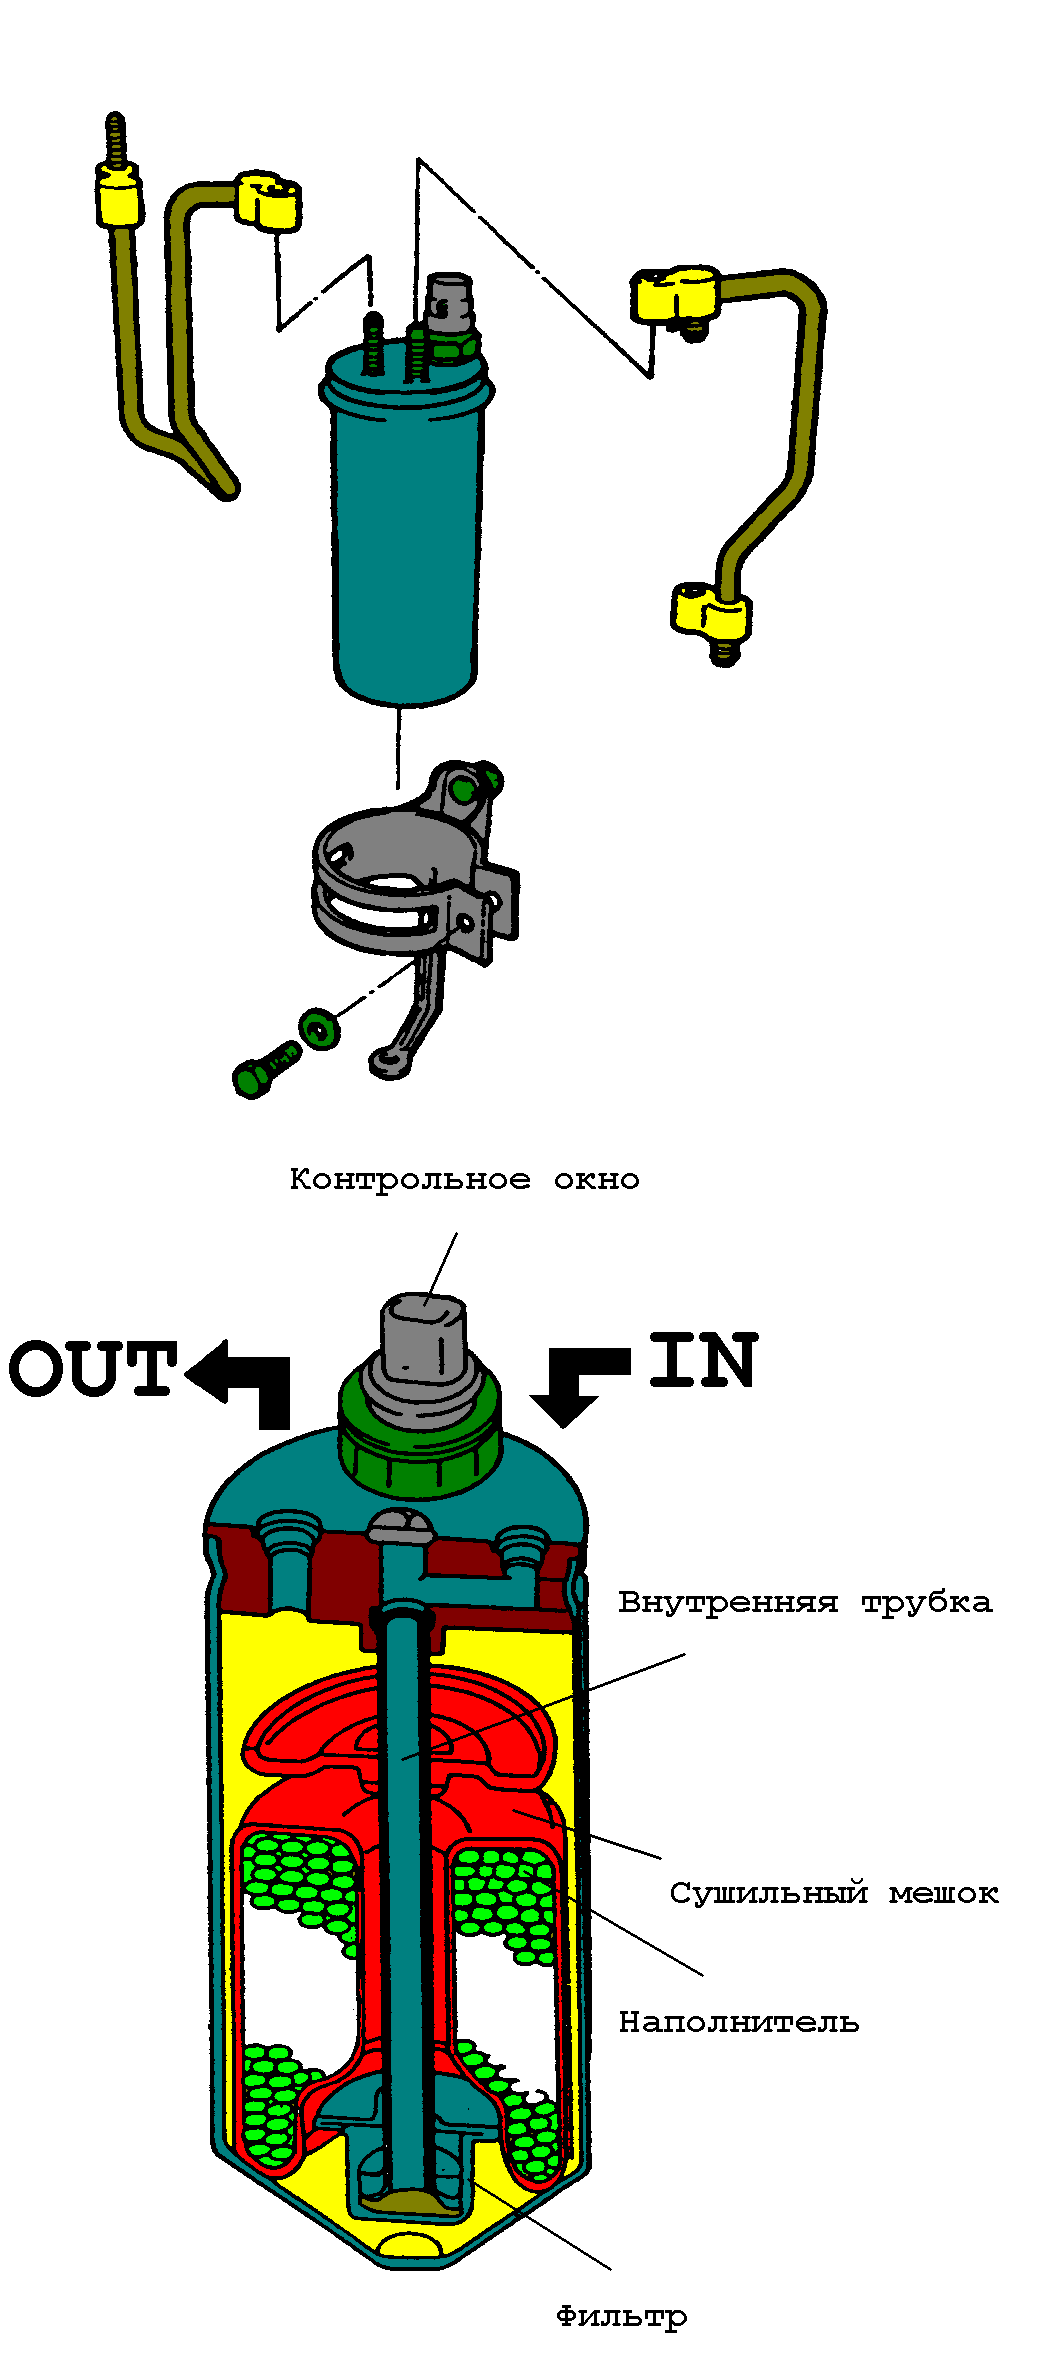 Контрольное окно
OUT
IN
Внутренняя трубка
Сушильный мешок
Наполнитель
Фильтр